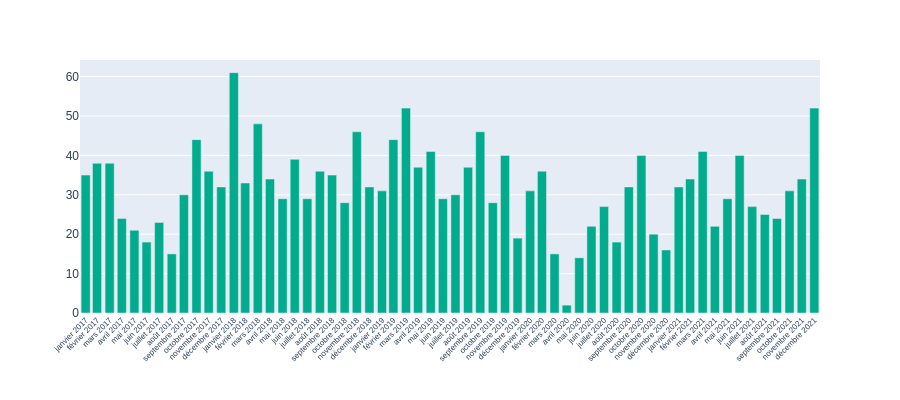 60
50
40
30
20
10
0
janvier 2017
février 2017
mars 2017
avril 2017
mai 2017
juin 2017
juillet 2017
août 2017
septembre 2017
octobre 2017
novembre 2017
décembre 2017
janvier 2018
février 2018
mars 2018
avril 2018
mai 2018
juin 2018
juillet 2018
août 2018
septembre 2018
octobre 2018
novembre 2018
décembre 2018
janvier 2019
février 2019
mars 2019
avril 2019
mai 2019
juin 2019
juillet 2019
août 2019
septembre 2019
octobre 2019
novembre 2019
décembre 2019
janvier 2020
février 2020
mars 2020
avril 2020
mai 2020
juin 2020
juillet 2020
août 2020
septembre 2020
octobre 2020
novembre 2020
décembre 2020
janvier 2021
février 2021
mars 2021
avril 2021
mai 2021
juin 2021
juillet 2021
août 2021
septembre 2021
octobre 2021
novembre 2021
décembre 2021